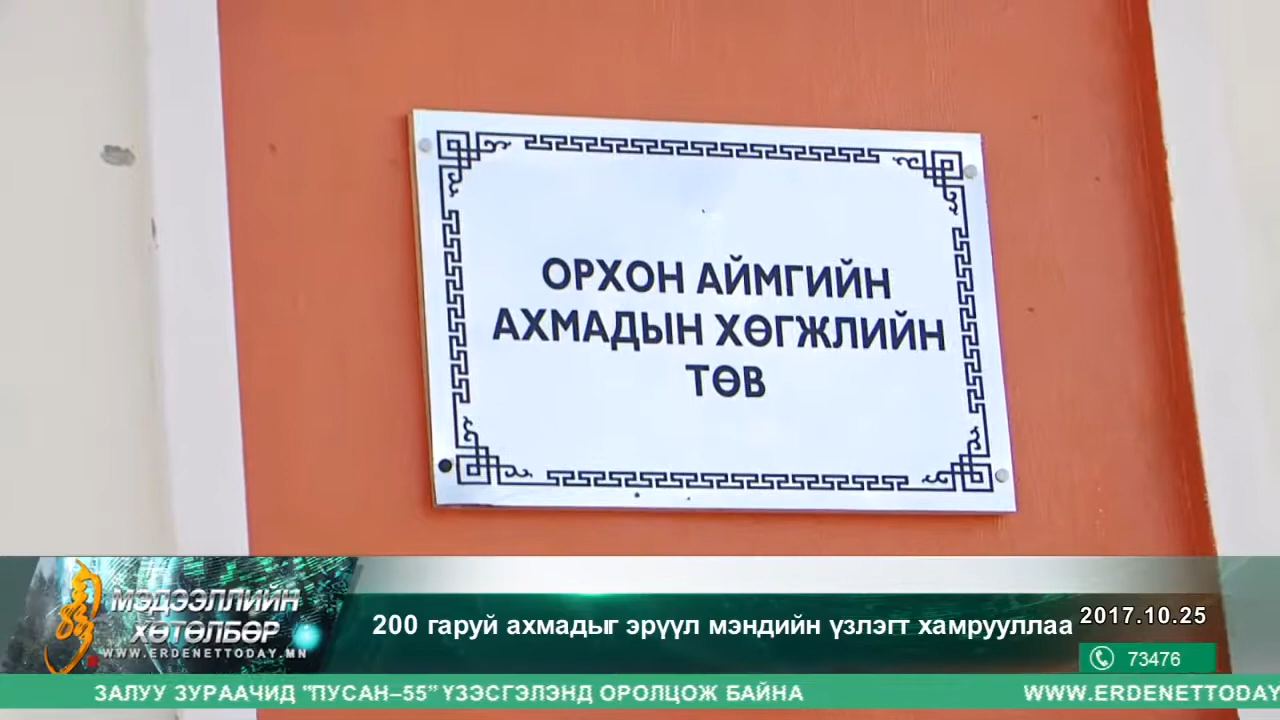 ОРХОН АЙМГИЙН
АХМАДЫН ХӨГЖЛИЙН
ТӨВ
МЭДЭЭЛЛИЙН
ХӨТӨЛБӨР
WWW.ERDENETTODAY.MN
200 гаруй ахмадыг эрүүл мэндийн үзлэгт хамрууллаа
2017.10.25
73476
ЗАЛУУ ЗУРААЧИД "ПУСАН–55” ҮЗЭСГЭЛЭНД ОРОЛЦОЖ БАЙНА
WWW.ERDENETTODAY